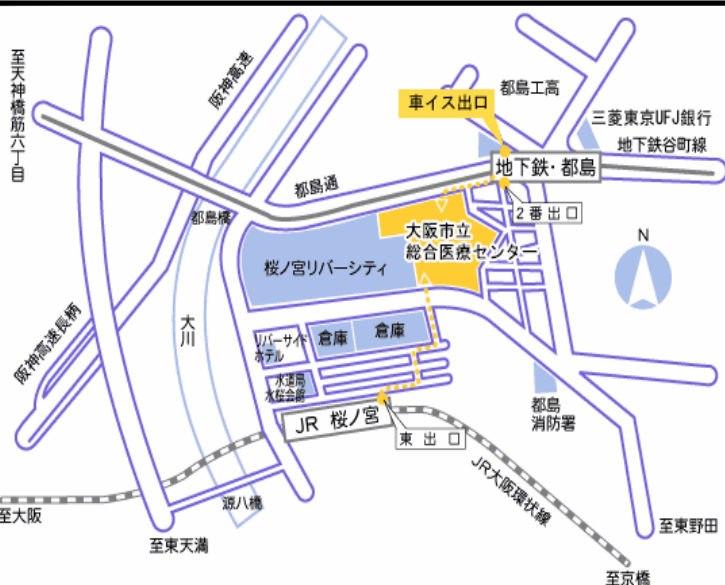 至天神橋筋六丁目
阪神高速
車イス出口
都島工高
三菱東京UFJ銀行
地下鉄谷町線
地下鉄・都島
都島通
2番出口
都島橋
大阪市立
総合医療センター
N
桜ノ宮リバーシティ
大川
リバーサイド
ホテル
倉庫
倉庫
阪神高速長柄
水道局
水桜会館
都島
消防署
JR 桜ノ宮
東出口
JR大阪環状線
源八橋
至大阪
至東天満
至東野田
至京橋